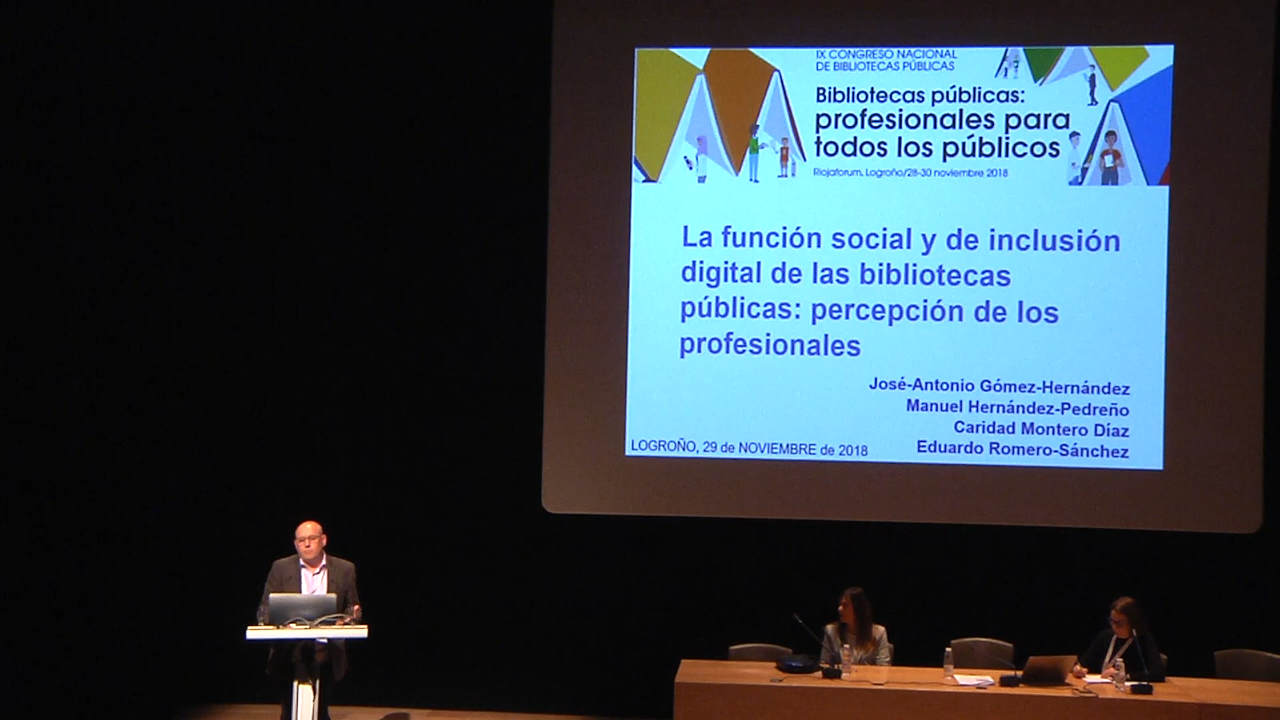 IX CONGRESO NACIONAL
DE BIBLIOTECAS PÚBLICAS
Bibliotecas públicas:
profesionales para
todos los públicos
Riojaforum, Logroño/28-30 noviembre 2018
La función social y de inclusión
digital de las bibliotecas
públicas: percepción de los
profesionales
José-Antonio Gómez-Hernández
Manuel Hernández-Pedreño
Caridad Montero Díaz
Eduardo Romero-Sánchez
LOGROÑO, 29 de NOVIEMBRE de 2018